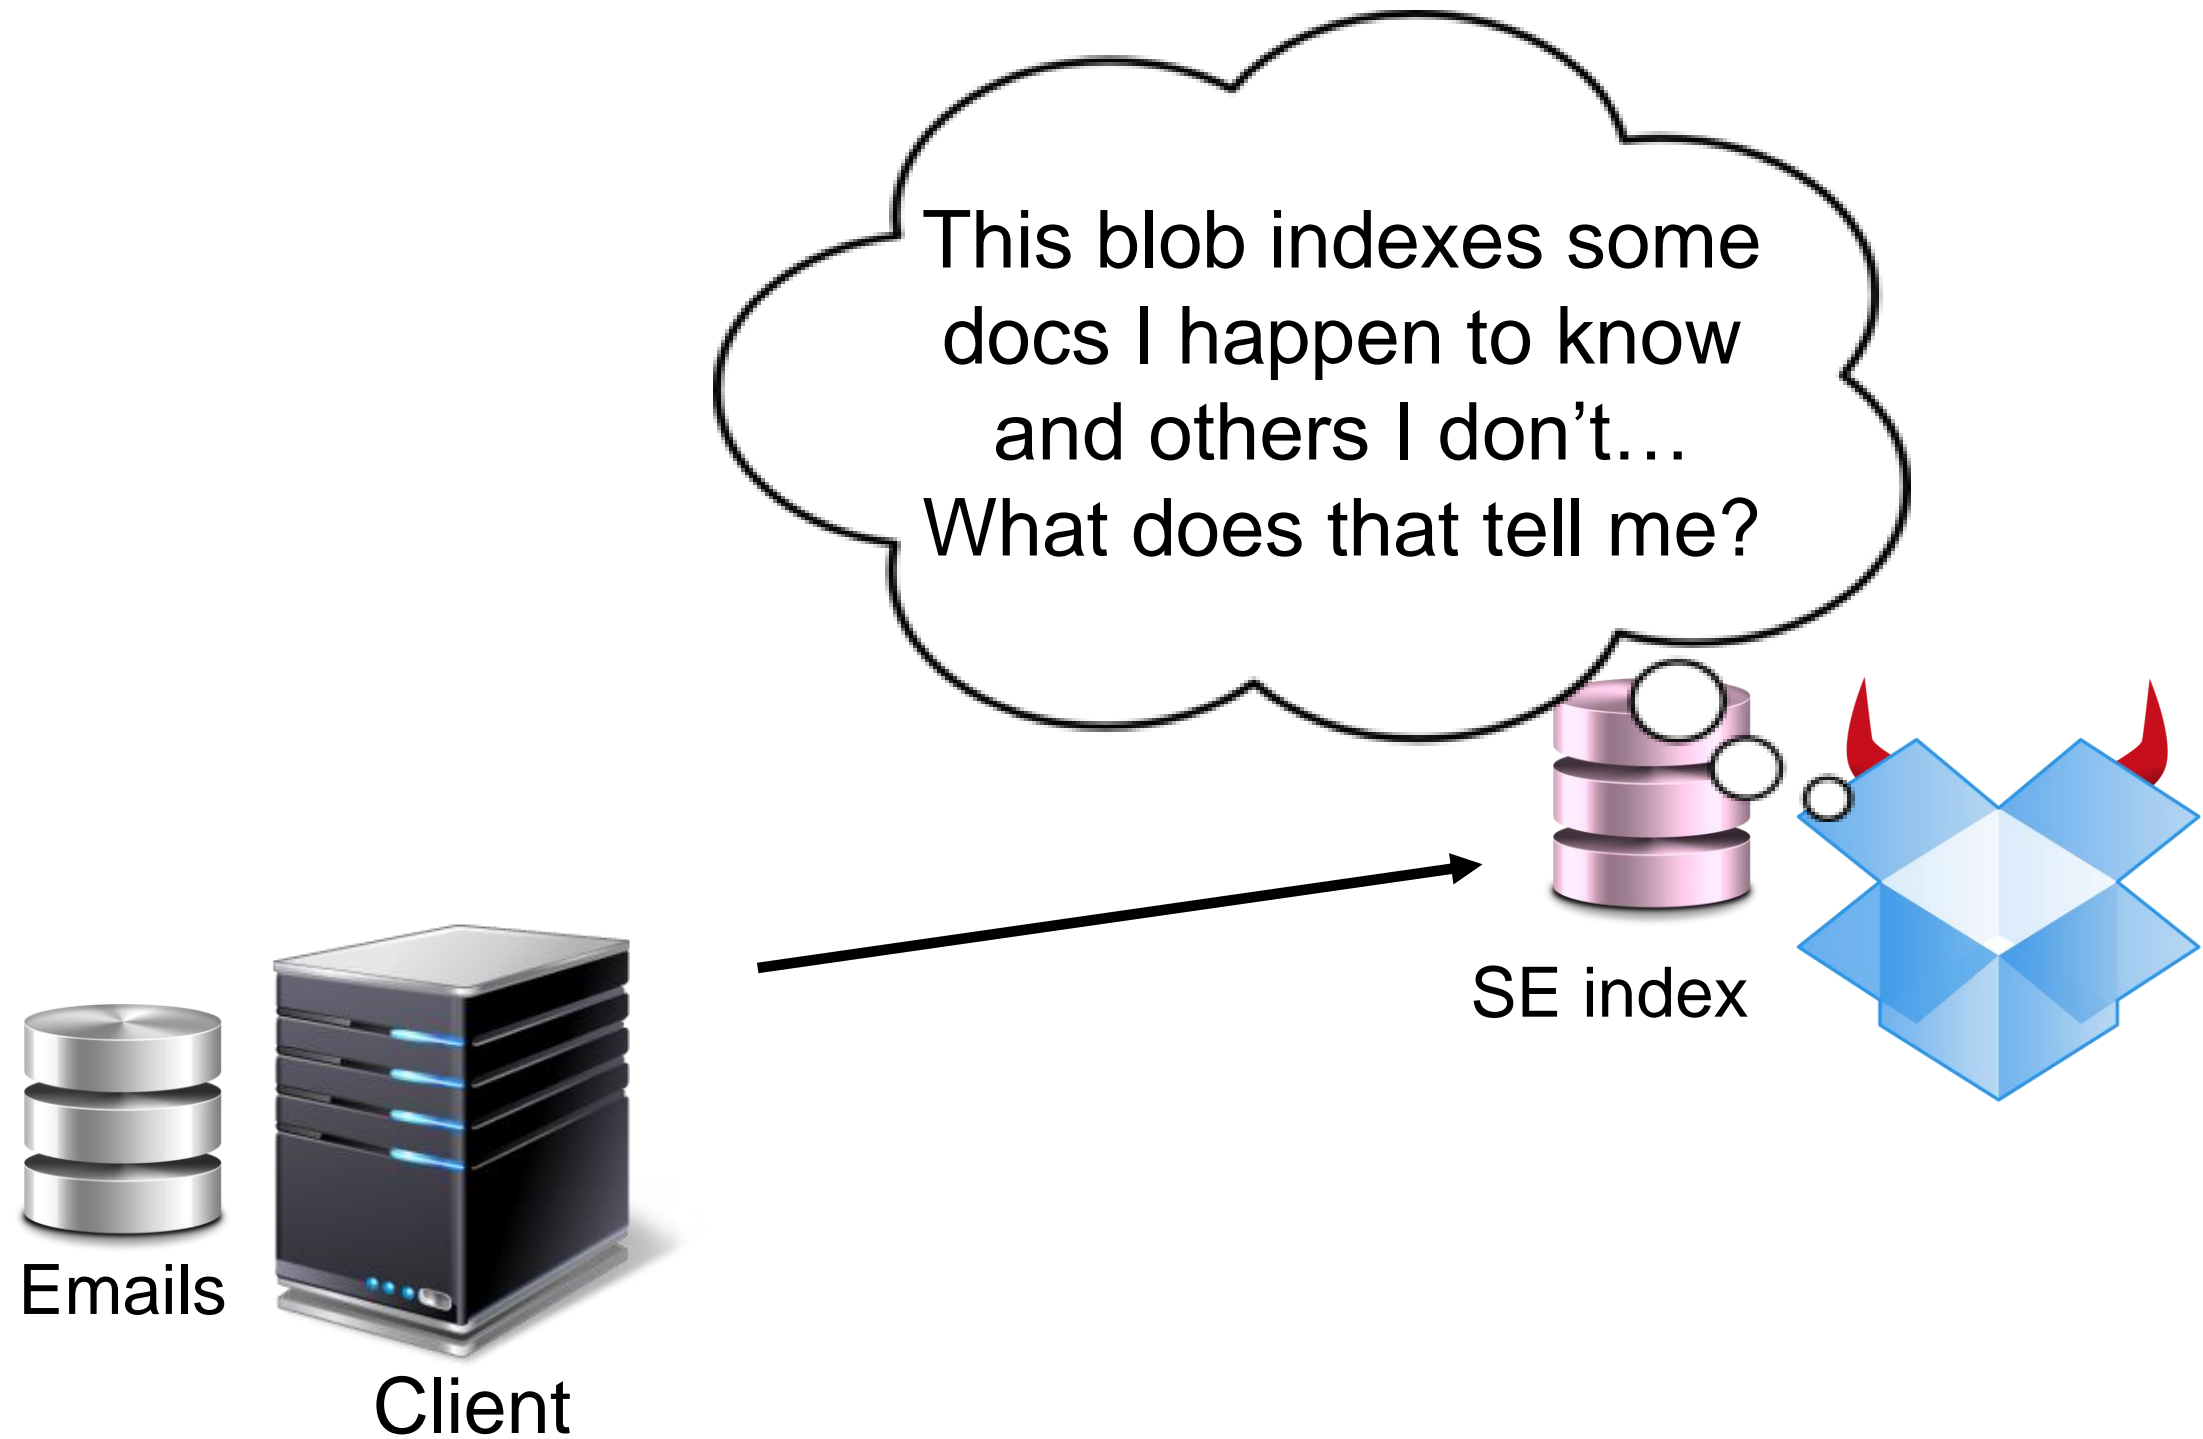 This blob indexes some
docs I happen to know
and others I don’t…
What does that tell me?
SE index
Emails
Client